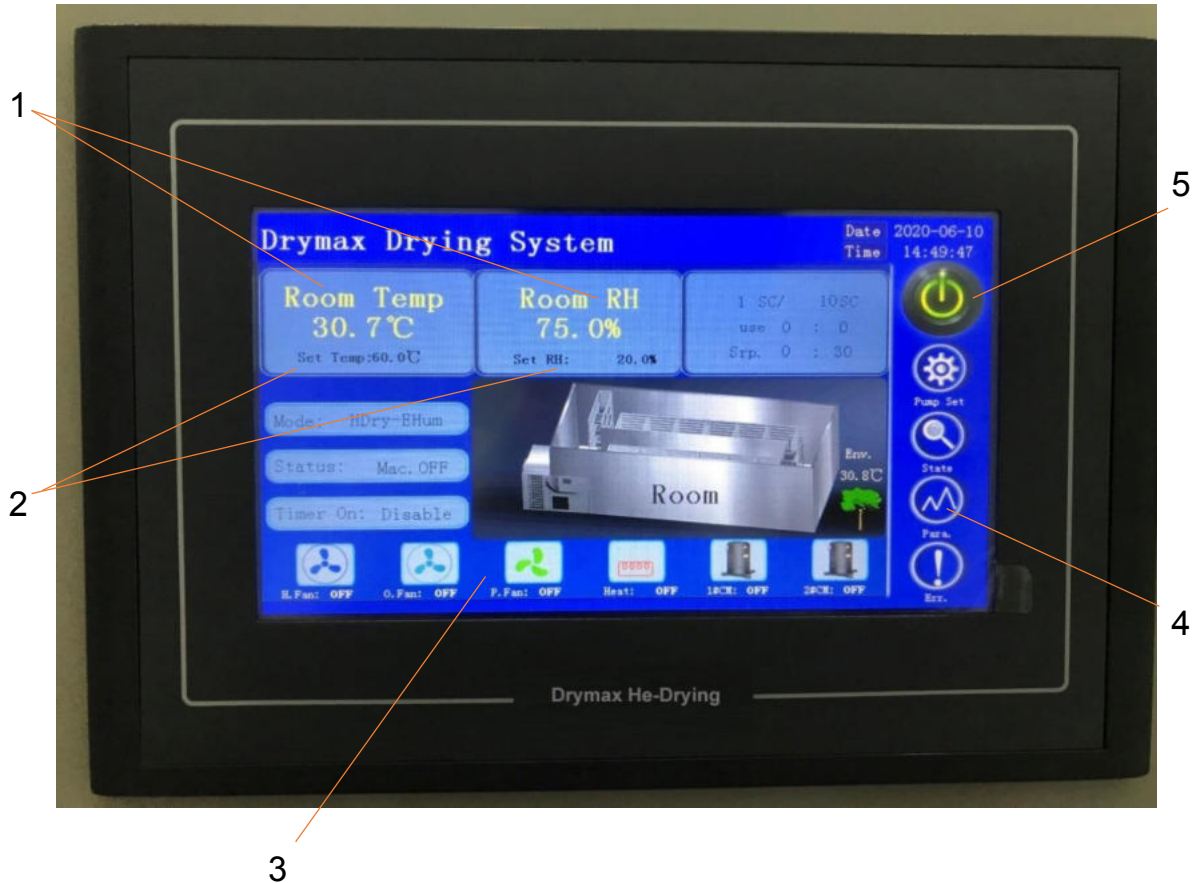 1
5
Drymax Drying System
Date 2020-06-10
Time 14:49:47
Room Temp
30.7℃
Set Temp:60.0℃
Room RH
75.0%
Set RH: 20.0%
1 SC/ 10SC
use 0 : 0
Srp. 0 : 30
Pump Set
Mode: HDry-EHum
Status: Mac.OFF
Timer On: Disable
Room
Env.
30.8℃
State
2
Para.
H.Fan: OFF
O.Fan: OFF
P.Fan: OFF
Heat: OFF
1#CM: OFF
2#CM: OFF
Err.
4
Drymax He-Drying
3